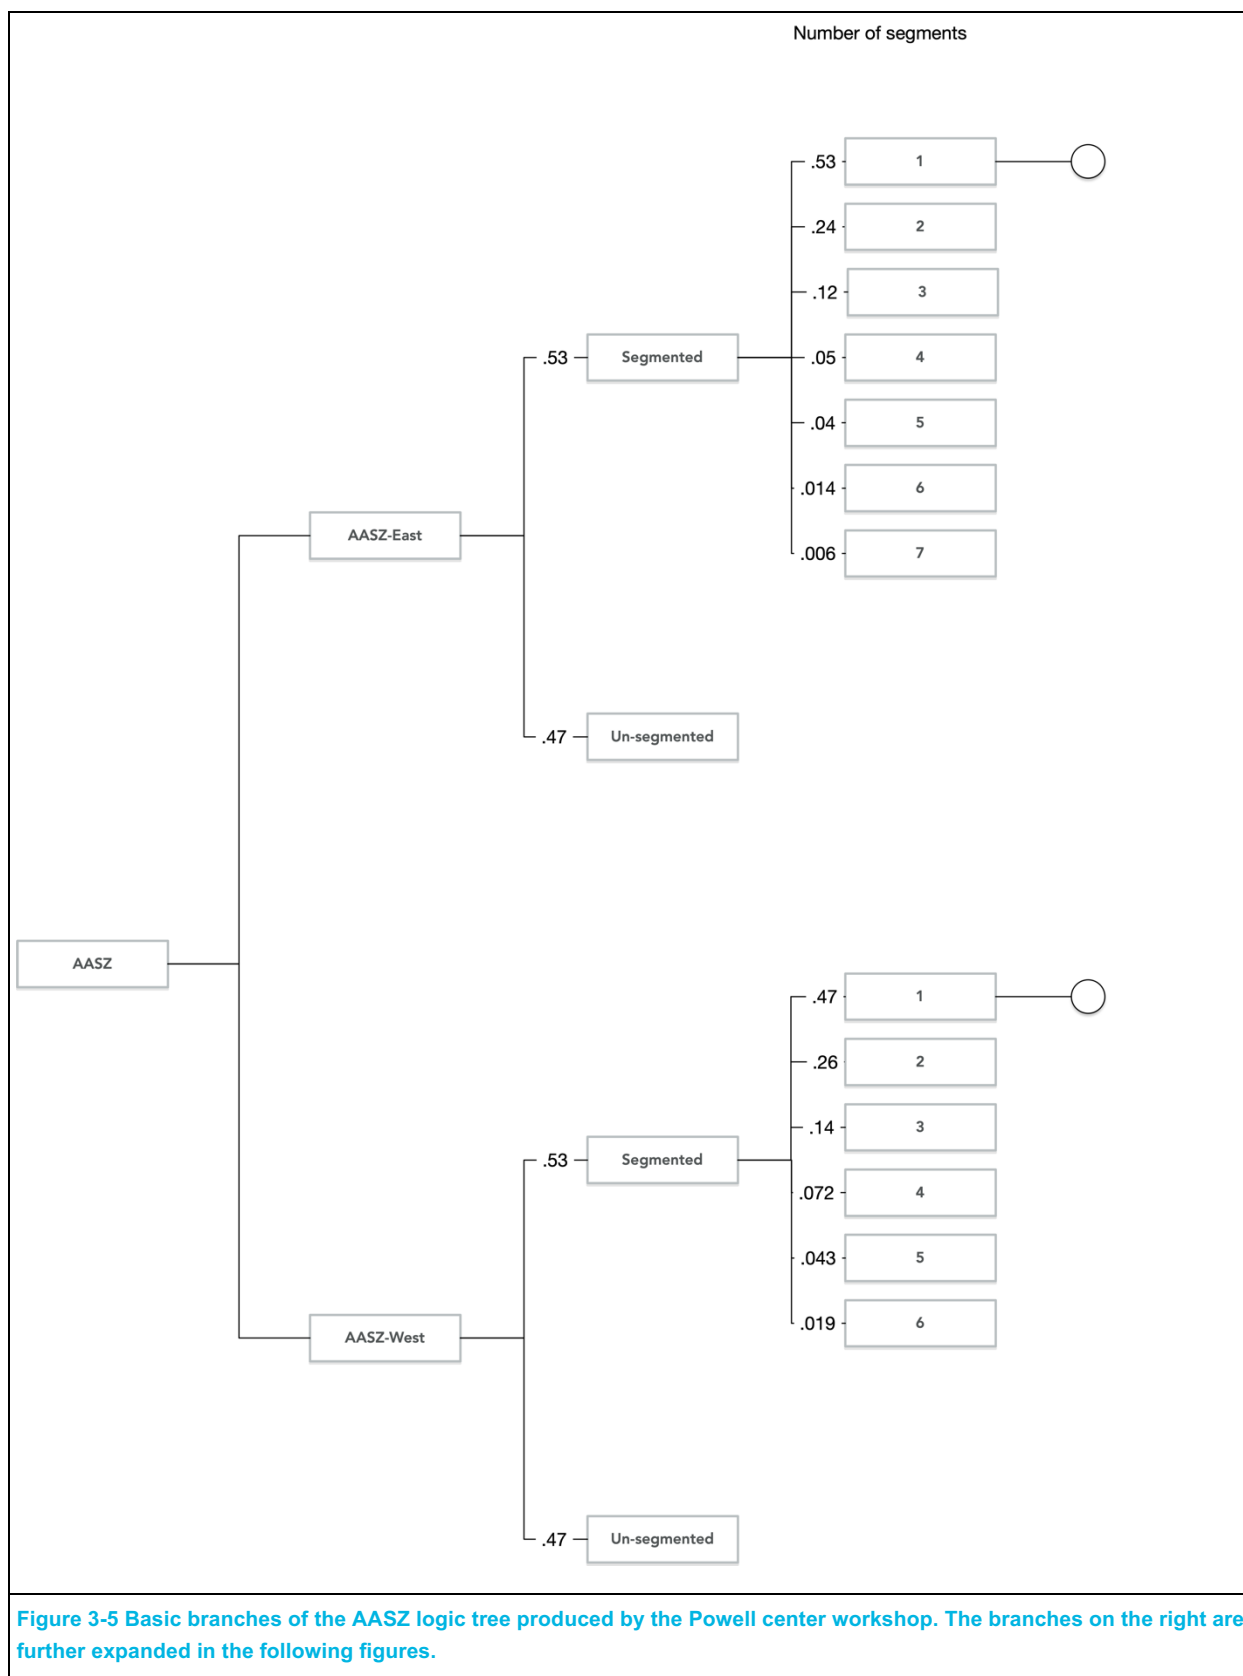 Number of segments
.53 1
.24 2
.12 3
.53 Segmented .05 4
.04 5
.014 6
AASZ-East
.006 7
.47 Un-segmented
AASZ
.47 1
.26 2
.14 3
.53 Segmented
.072 4
.043 5
.019 6
AASZ-West
.47 Un-segmented
Figure 3-5 Basic branches of the AASZ logic tree produced by the Powell center workshop. The branches on the right are
further expanded in the following figures.